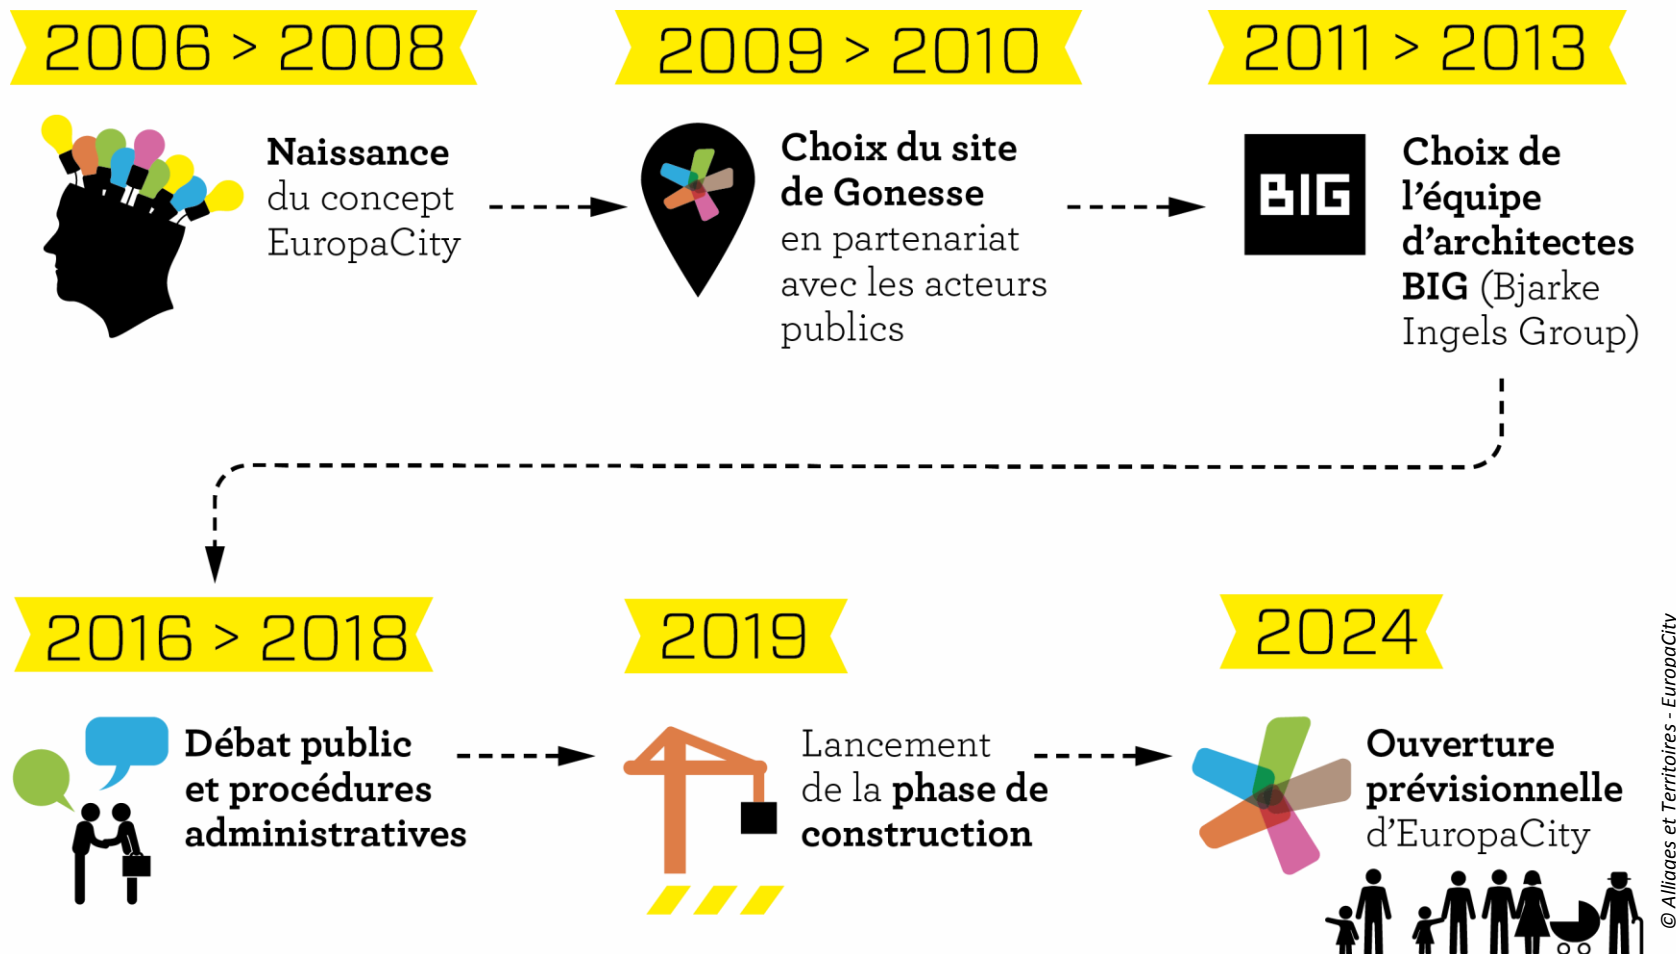 2006 > 2008
Naissance
du concept
EuropaCity
2009 > 2010
Choix du site
de Gonesse
en partenariat
avec les acteurs
publics
2011 > 2013
BIG
Choix de
l’équipe
d’architectes
BIG (Bjarke
Ingels Group)
2016 > 2018
Débat public
et procédures
administratives
2019
Lancement
de la phase de
construction
2024
Ouverture
prévisionnelle
d’EuropaCity
© Alliages et Territoires - EuropaCity